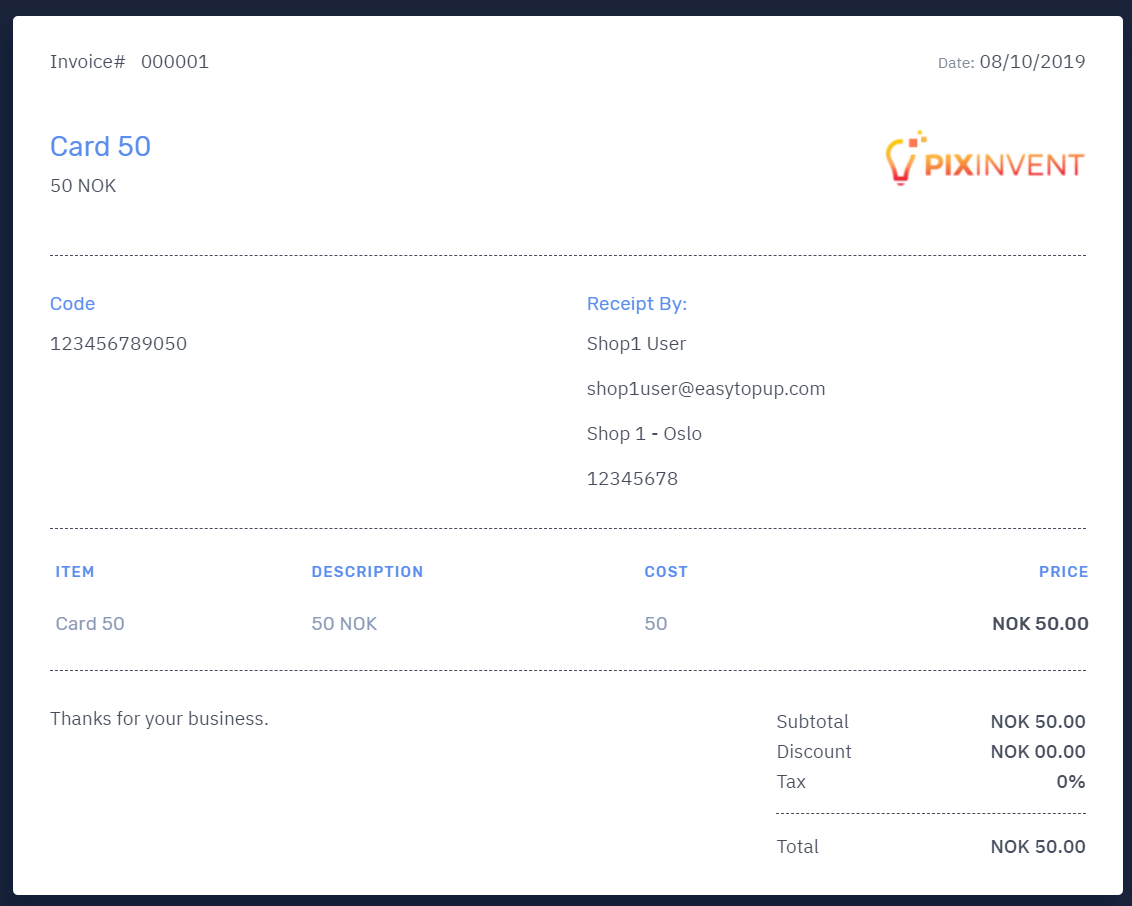 Invoice# 000001 Date: 08/10/2019
Card 50
PIXINVENT
50 NOK
Code
123456789050
Receipt By:
Shop1 User
shop1user@easytopup.com
Shop 1 - Oslo
12345678
ITEM DESCRIPTION COST PRICE
Card 50 50 NOK 50 NOK 50.00
Thanks for your business.
Subtotal NOK 50.00
Discount NOK 00.00
Tax 0%
Total NOK 50.00